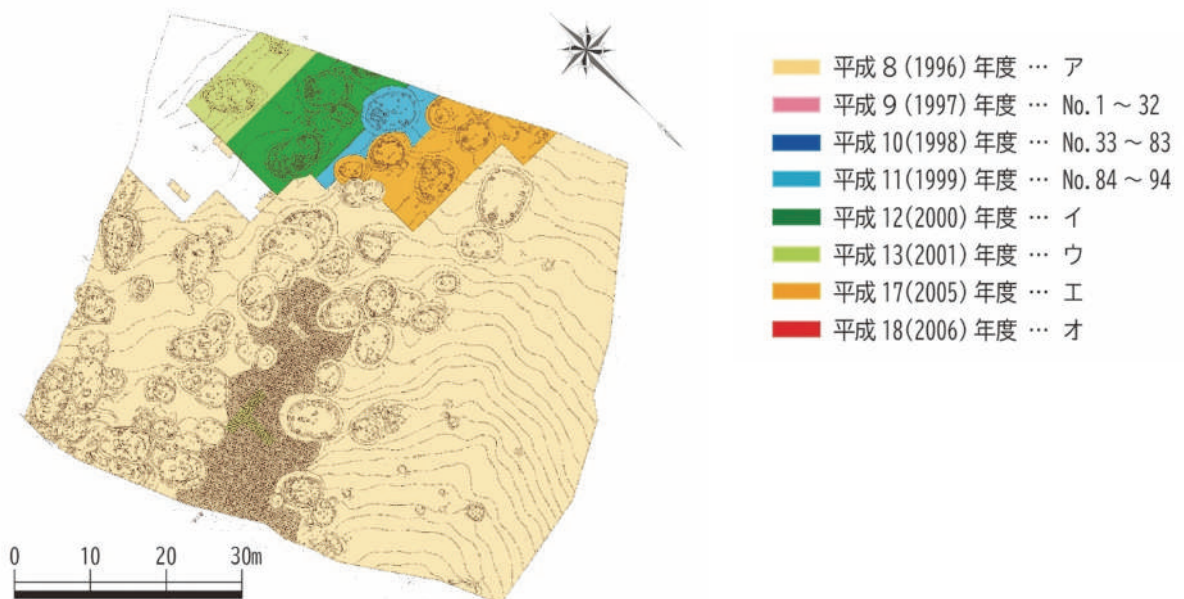 平成８(1996)年度 … ア
平成９(1997)年度 … No.1 ～ 32
平成10(1998)年度 … No.33 ～ 83
平成11(1999)年度 … No.84 ～ 94
平成12(2000)年度 … イ
平成13(2001)年度 … ウ
平成17(2005)年度 … エ
平成18(2006)年度 … オ
0 10 20 30m